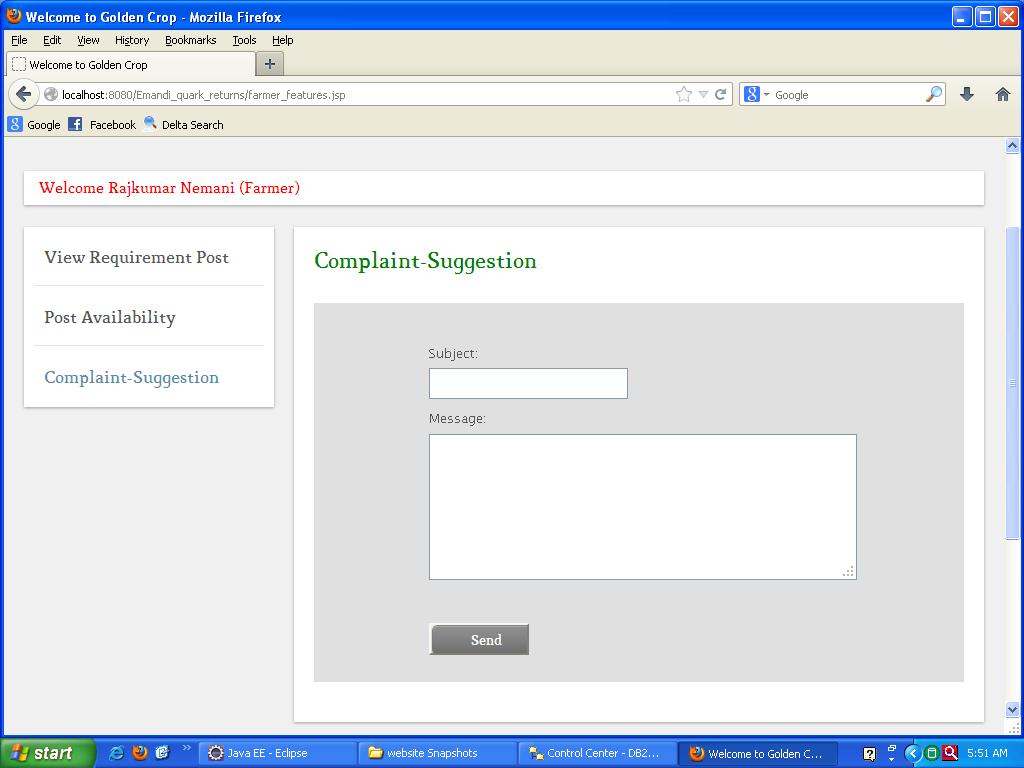 Welcome to Golden Crop - Mozilla Firefox
File Edit View History Bookmarks Tools Help
Welcome to Golden Crop
localhost:8080/Emandi_quark_returns/farmer_features.jsp
Google
Google Facebook Delta Search
Welcome Rajkumar Nemani (Farmer)
View Requirement Post
Post Availability
Complaint-Suggestion
Complaint-Suggestion
Subject:
Message:
Send
start Java EE - Eclipse website Snapshots Control Center - DB2... Welcome to Golden C... 5:51 AM